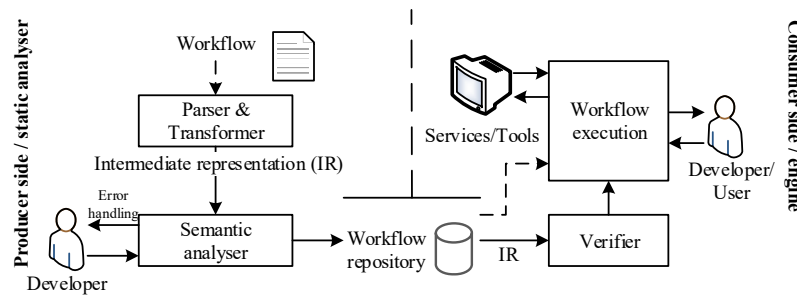 Producer side / static analyser
Workflow
Parser &
Transformer
Intermediate representation (IR)
Error
handling
Semantic
analyser
Developer
Workflow
repository
IR
Verifier
Services/Tools
Workflow
execution
Developer/
User
Consumer side / engine